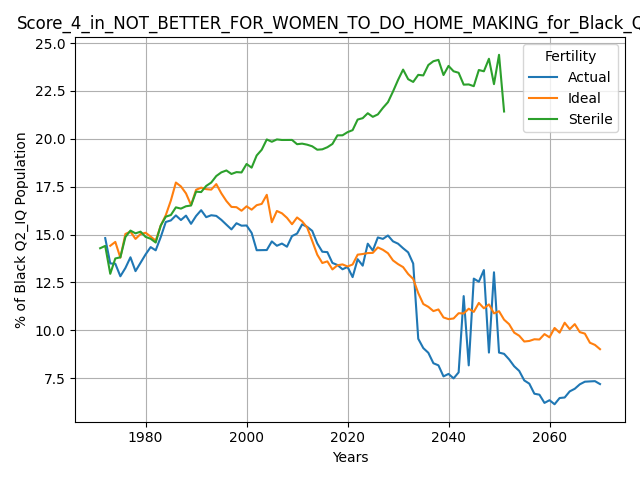 Score_4_in_NOT_BETTER_FOR_WOMEN_TO_DO_HOME_MAKING_for_Black_Q
25.0
22.5
20.0
17.5
15.0
12.5
10.0
7.5
% of Black Q2_IQ Population
Fertility
Actual
Ideal
Sterile
1980 2000 2020 2040 2060
Years